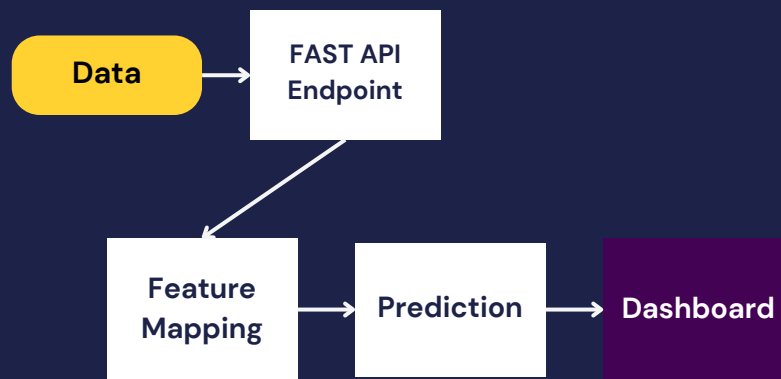 Data
FAST API
Endpoint
Feature
Mapping
Prediction
Dashboard